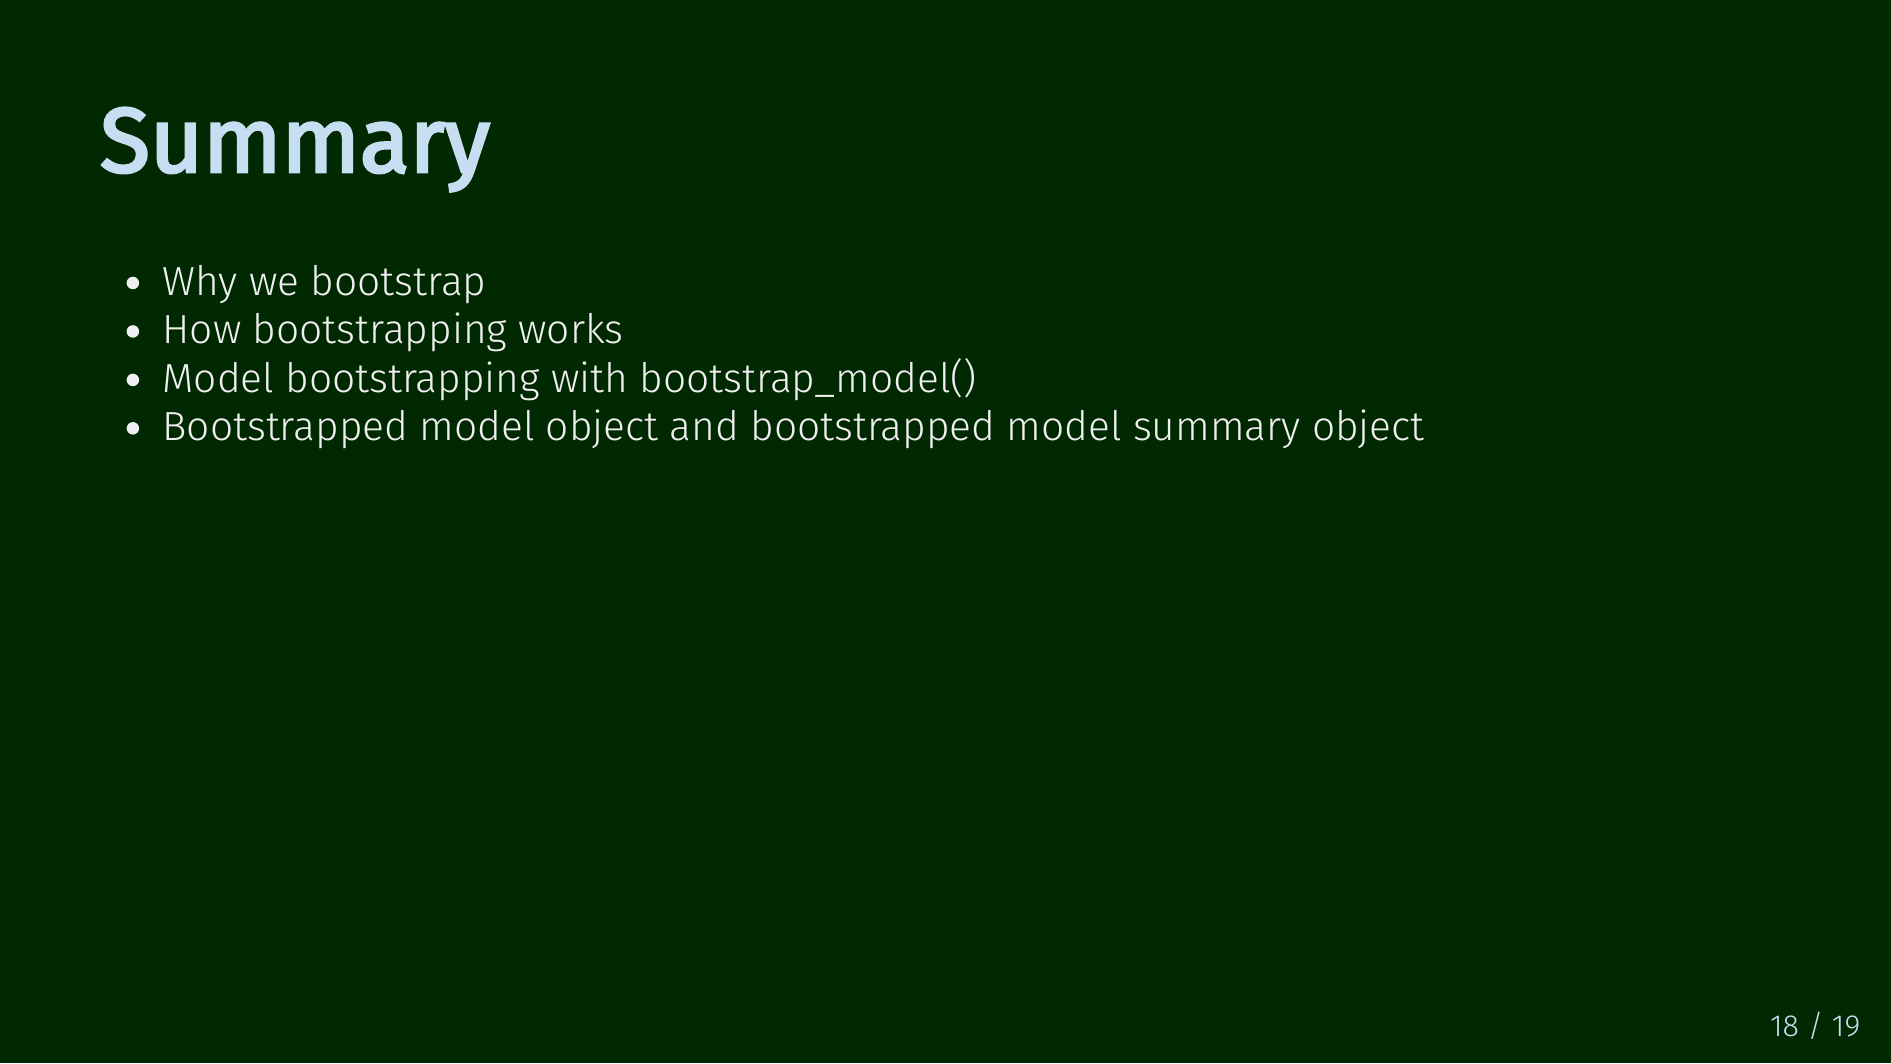 Summary
• Why we bootstrap
• How bootstrapping works
• Model bootstrapping with bootstrap_model()
• Bootstrapped model object and bootstrapped model summary object
18 / 19